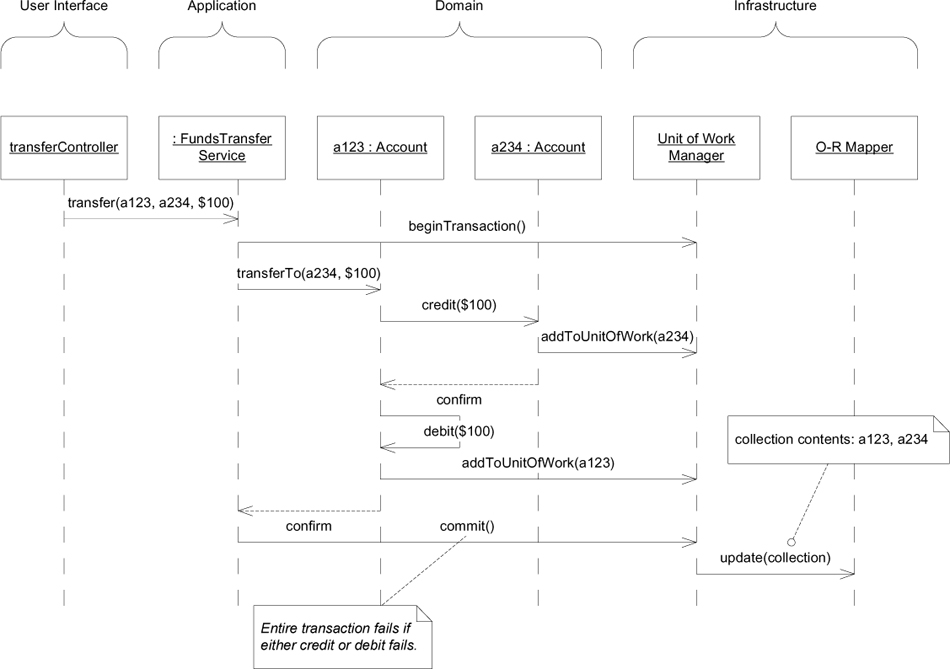 User Interface
Application
Domain
Infrastructure
transferController
: FundsTransfer
Service
a123 : Account
a234 : Account
Unit of Work
Manager
O-R Mapper
transfer(a123, a234, $100)
beginTransaction()
transferTo(a234, $100)
credit($100)
addToUnitOfWork(a234)
confirm
debit($100)
collection contents: a123, a234
addToUnitOfWork(a123)
confirm
commit()
update(collection)
Entire transaction fails if
either credit or debit fails.